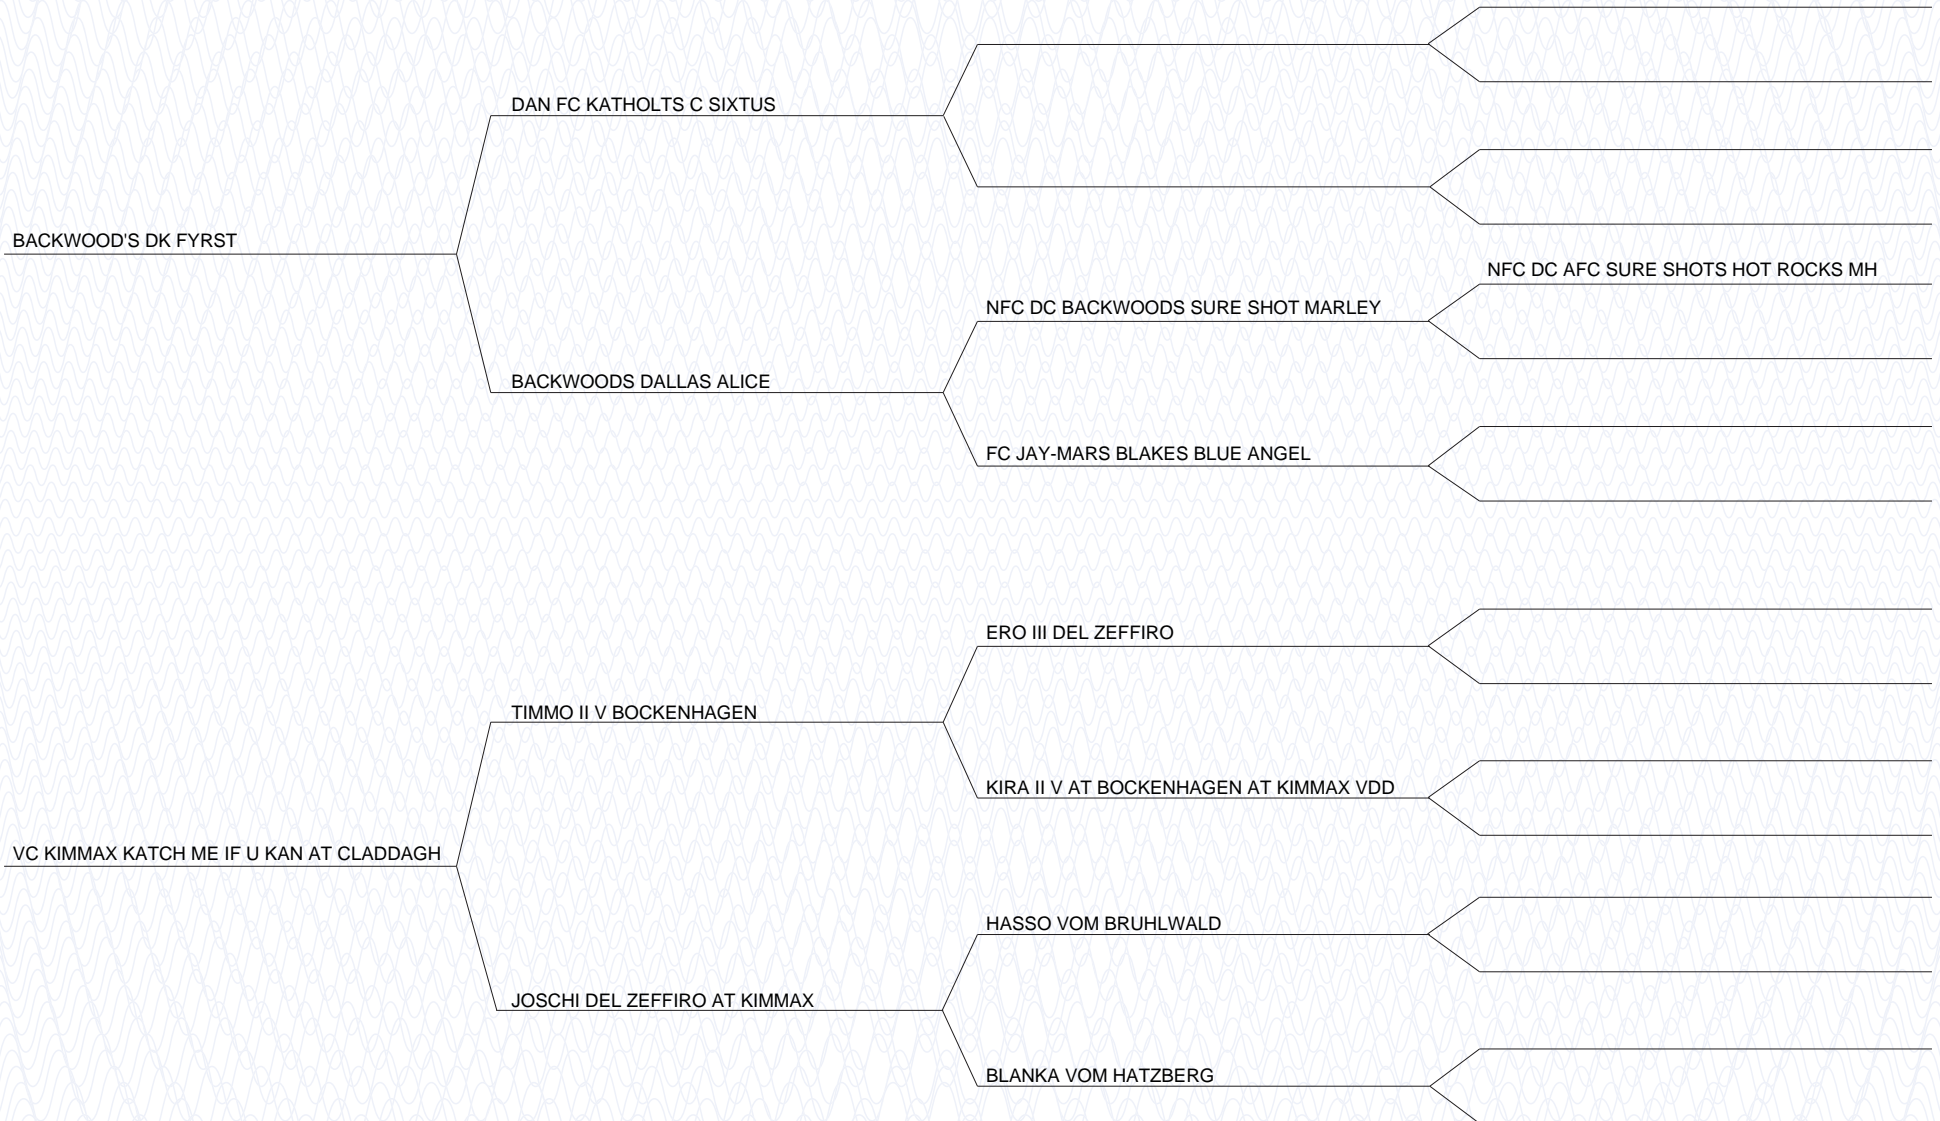 DAN FC KATHOLTS C SIXTUS
BACKWOOD'S DK FYRST
NFC DC AFC SURE SHOTS HOT ROCKS MH
NFC DC BACKWOODS SURE SHOT MARLEY
BACKWOODS DALLAS ALICE
FC JAY-MARS BLAKES BLUE ANGEL
ERO III DEL ZEFFIRO
TIMMO II V BOCKENHAGEN
KIRA II V AT BOCKENHAGEN AT KIMMAX VDD
VC KIMMAX KATCH ME IF U KAN AT CLADDAGH
HASSO VOM BRUHLWALD
JOSCHI DEL ZEFFIRO AT KIMMAX
BLANKA VOM HATZBERG